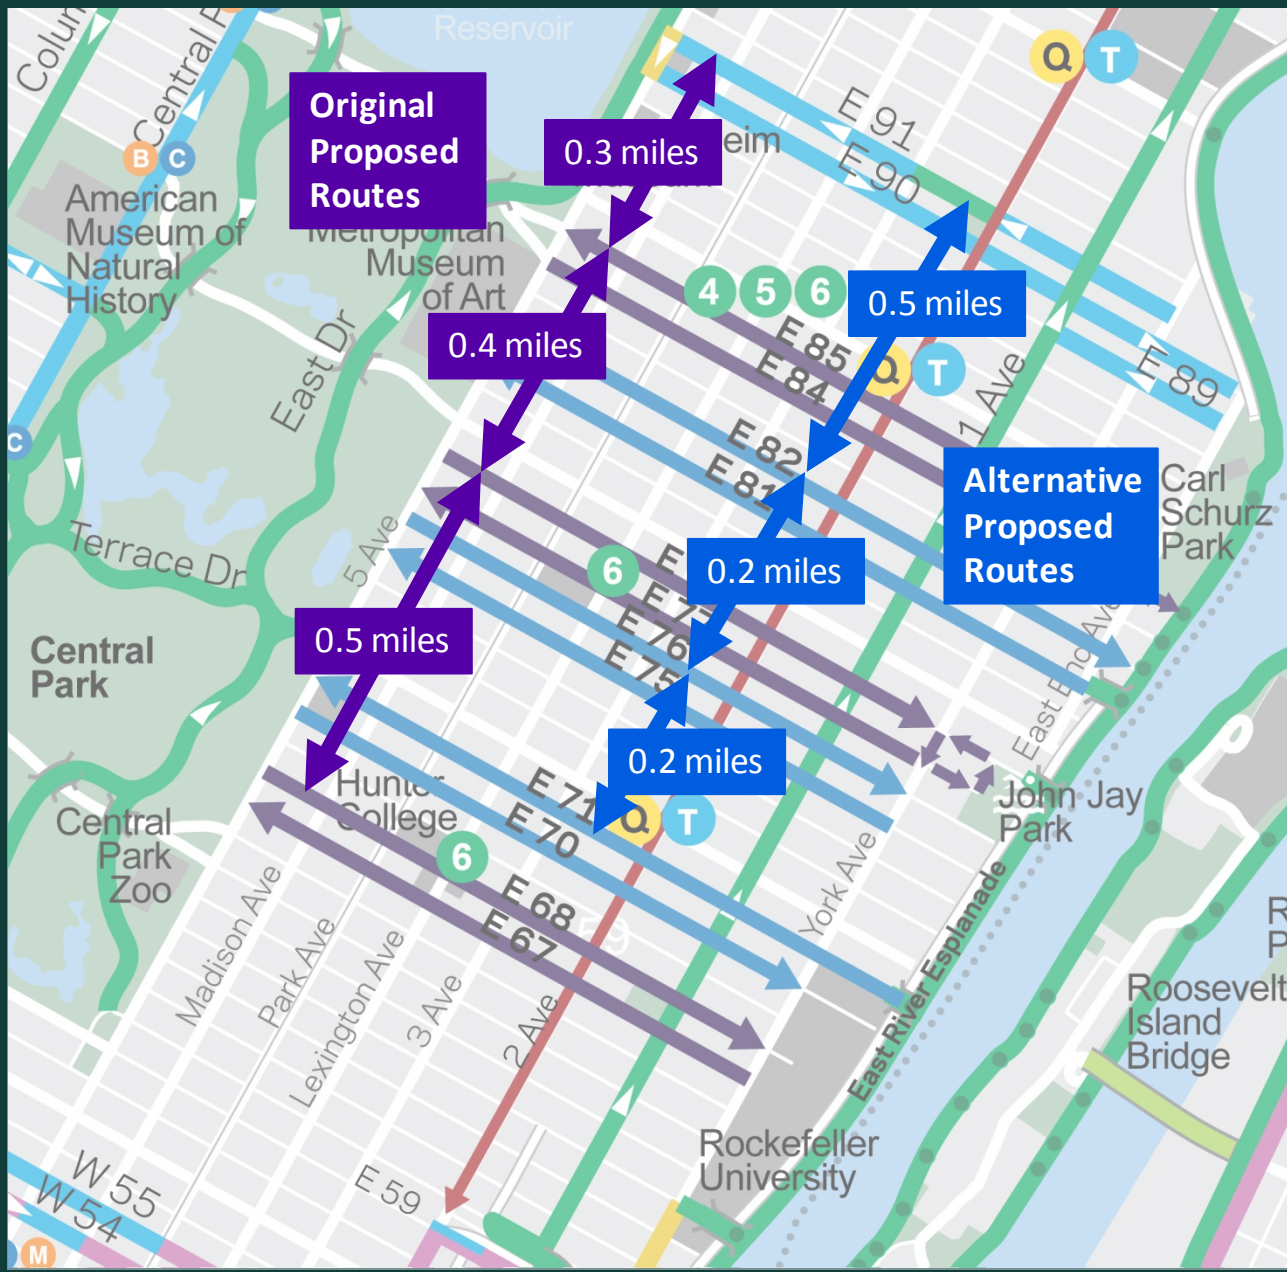 Reservoir
Colun
Central P
Original
Proposed
Routes
0.3 miles
eim
E 91
E 90
Q T
B C
American
Museum of
Natural
History
Metropolitan
Museum
of Art
4 5 6
0.5 miles
0.4 miles
East Dr
E 85
E 84
Q T
1 Ave
E 89
C
E 82
E 81
Alternative
Proposed
Routes
Carl
Schurz
Park
Terrace Dr
5 Ave
6
E
0.2 miles
E 77
E 76
E 75
0.5 miles
Central
Park
East End Ave
0.2 miles
Hunter
College
E 71
E 70
Q T
John Jay
Park
Central
Park
Zoo
6
E 68
E 67
59
York Ave
Madison Ave
Park Ave
Lexington Ave
3 Ave
2 Ave
East River Esplanade
R
P
Roosevelt
Island
Bridge
Rockefeller
University
E 59
W 55
W 54
M